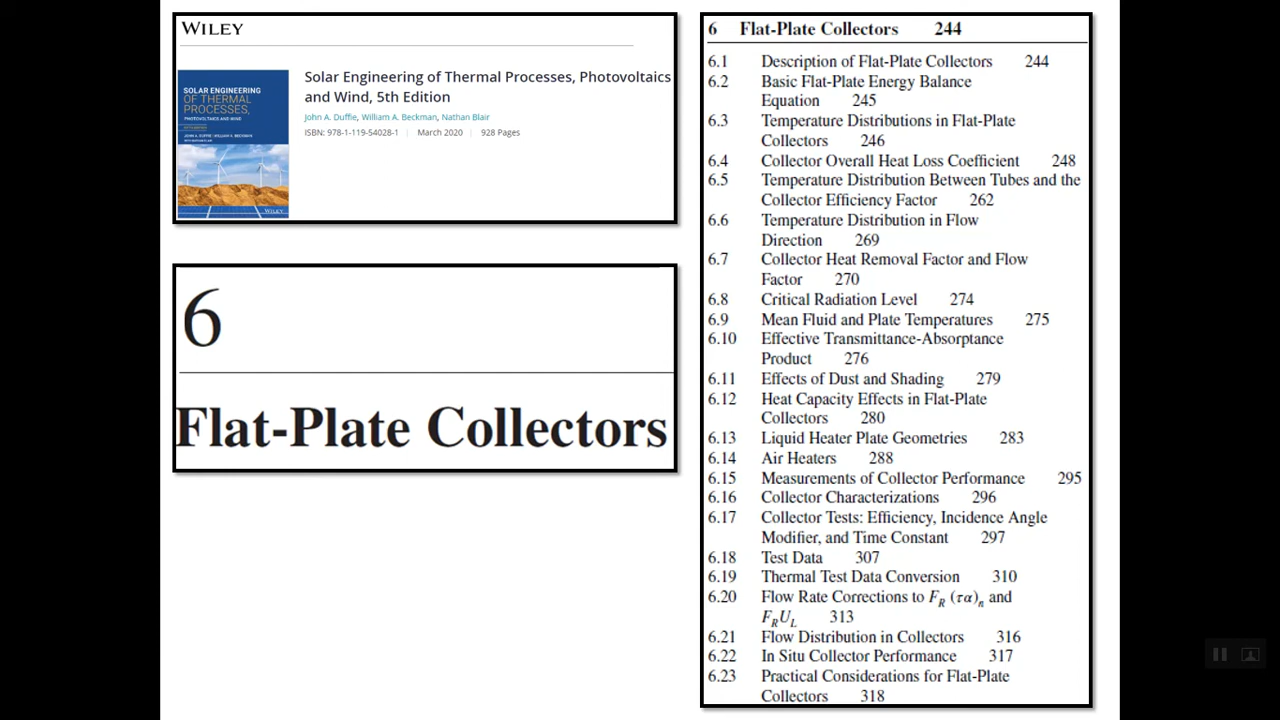 WILEY
SOLAR ENGINEERING
OF THERMAL
PROCESSES,
PHOTOVOLTAICS AND WIND
WILEY
Solar Engineering of Thermal Processes, Photovoltaics
and Wind, 5th Edition
John A. Duffie, William A. Beckman, Nathan Blair
ISBN: 978-1-119-54028-1 | March 2020 | 928 Pages
6
Flat-Plate Collectors
6 Flat-Plate Collectors 244
6.1 Description of Flat-Plate Collectors 244
6.2 Basic Flat-Plate Energy Balance
Equation 245
6.3 Temperature Distributions in Flat-Plate
Collectors 246
6.4 Collector Overall Heat Loss Coefficient 248
6.5 Temperature Distribution Between Tubes and the
Collector Efficiency Factor 262
6.6 Temperature Distribution in Flow
Direction 269
6.7 Collector Heat Removal Factor and Flow
Factor 270
6.8 Critical Radiation Level 274
6.9 Mean Fluid and Plate Temperatures 275
6.10 Effective Transmittance-Absorptance
Product 276
6.11 Effects of Dust and Shading 279
6.12 Heat Capacity Effects in Flat-Plate
Collectors 280
6.13 Liquid Heater Plate Geometries 283
6.14 Air Heaters 288
6.15 Measurements of Collector Performance 295
6.16 Collector Characterizations 296
6.17 Collector Tests: Efficiency, Incidence Angle
Modifier, and Time Constant 297
6.18 Test Data 307
6.19 Thermal Test Data Conversion 310
6.20 Flow Rate Corrections to F_R (τα)_n and
F_R U_L 313
6.21 Flow Distribution in Collectors 316
6.22 In Situ Collector Performance 317
6.23 Practical Considerations for Flat-Plate
Collectors 318